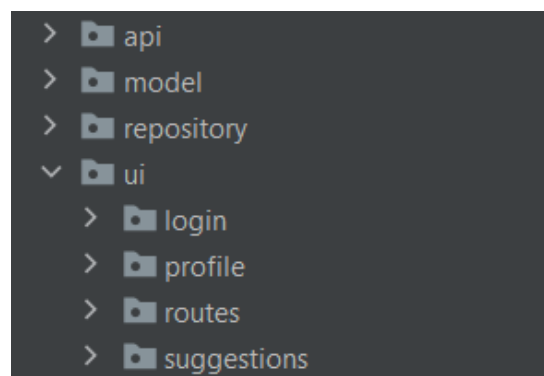 api
model
repository
ui
login
profile
routes
suggestions